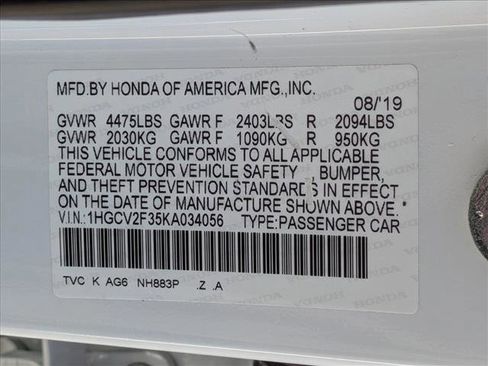 MFD.BY HONDA OF AMERICA MFG.,INC.
08/'19
GVWR 4475LBS GAWR F 2403LBS R 2094LBS
GVWR 2030KG GAWR F 1090KG R 950KG
THIS VEHICLE CONFORMS TO ALL APPLICABLE
FEDERAL MOTOR VEHICLE SAFETY, BUMPER,
AND THEFT PREVENTION STANDARDS IN EFFECT
ON THE DATE OF MANUFACTURE SHOWN ABOVE.
V.I.N.:1HGCV2F35KA034056 TYPE:PASSENGER CAR
TVC K AG6 NH883P .Z .A